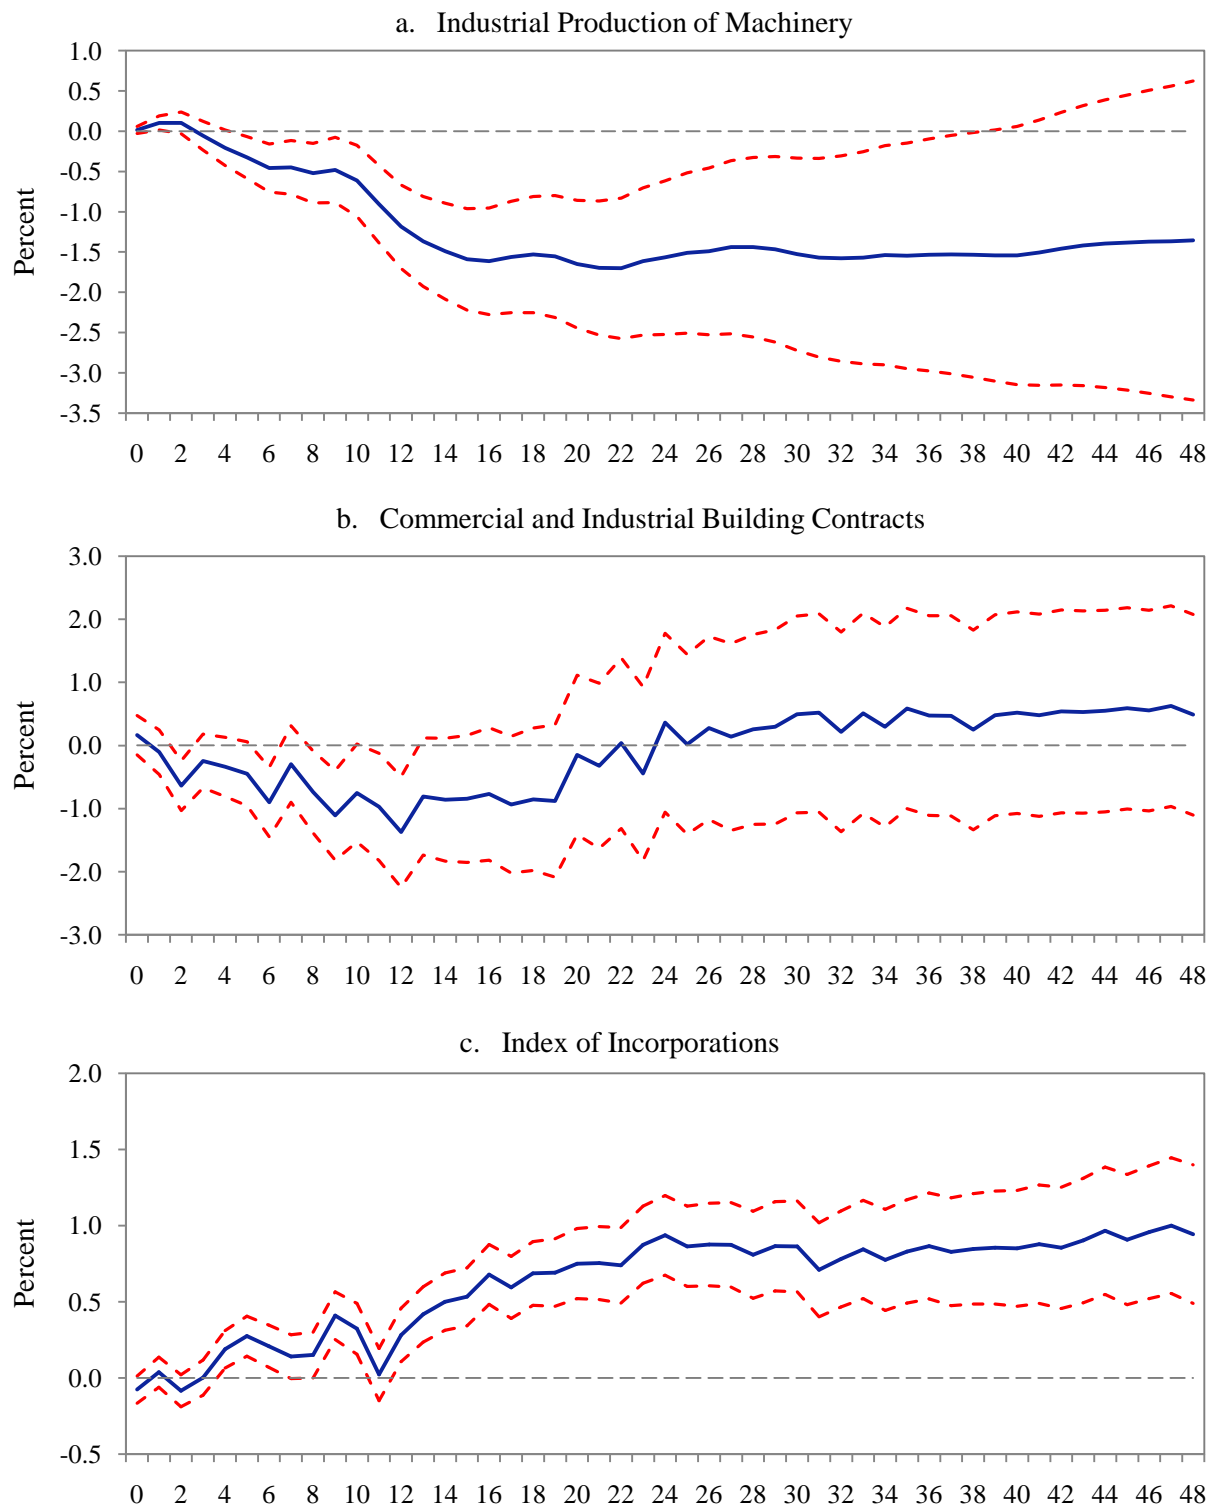 a. Industrial Production of Machinery
1.0
0.5
0.0
-0.5
-1.0
-1.5
-2.0
-2.5
-3.0
-3.5
Percent
0 2 4 6 8 10 12 14 16 18 20 22 24 26 28 30 32 34 36 38 40 42 44 46 48
b. Commercial and Industrial Building Contracts
3.0
2.0
1.0
0.0
-1.0
-2.0
-3.0
Percent
0 2 4 6 8 10 12 14 16 18 20 22 24 26 28 30 32 34 36 38 40 42 44 46 48
c. Index of Incorporations
2.0
1.5
1.0
0.5
0.0
-0.5
Percent
0 2 4 6 8 10 12 14 16 18 20 22 24 26 28 30 32 34 36 38 40 42 44 46 48